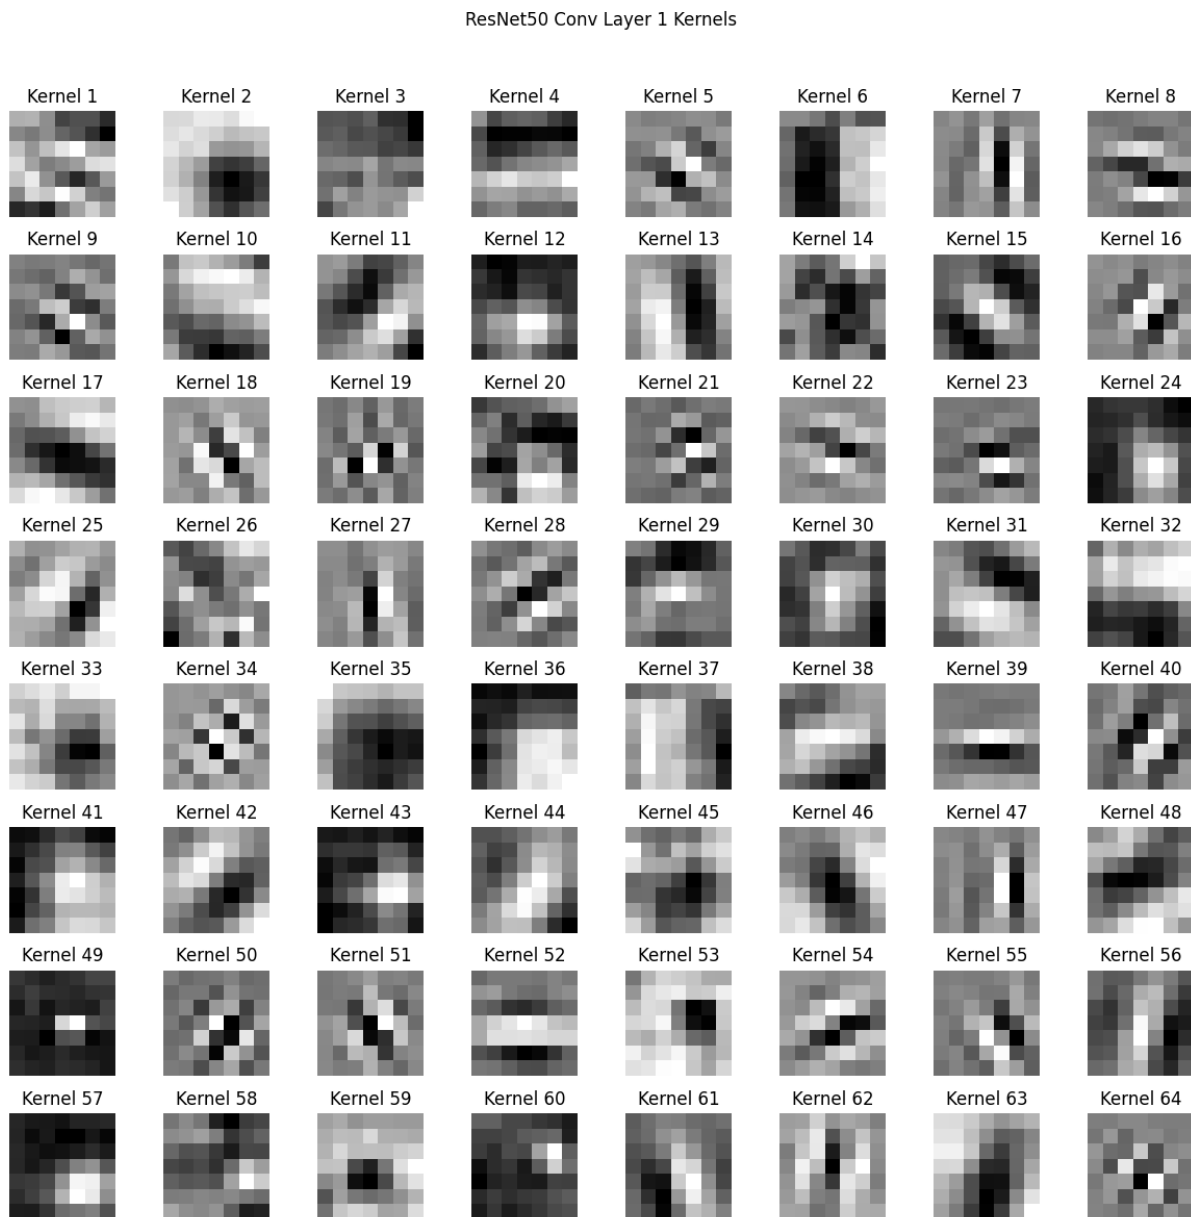 ResNet50 Conv Layer 1 Kernels
Kernel 1 Kernel 2 Kernel 3 Kernel 4 Kernel 5 Kernel 6 Kernel 7 Kernel 8
Kernel 9 Kernel 10 Kernel 11 Kernel 12 Kernel 13 Kernel 14 Kernel 15 Kernel 16
Kernel 17 Kernel 18 Kernel 19 Kernel 20 Kernel 21 Kernel 22 Kernel 23 Kernel 24
Kernel 25 Kernel 26 Kernel 27 Kernel 28 Kernel 29 Kernel 30 Kernel 31 Kernel 32
Kernel 33 Kernel 34 Kernel 35 Kernel 36 Kernel 37 Kernel 38 Kernel 39 Kernel 40
Kernel 41 Kernel 42 Kernel 43 Kernel 44 Kernel 45 Kernel 46 Kernel 47 Kernel 48
Kernel 49 Kernel 50 Kernel 51 Kernel 52 Kernel 53 Kernel 54 Kernel 55 Kernel 56
Kernel 57 Kernel 58 Kernel 59 Kernel 60 Kernel 61 Kernel 62 Kernel 63 Kernel 64